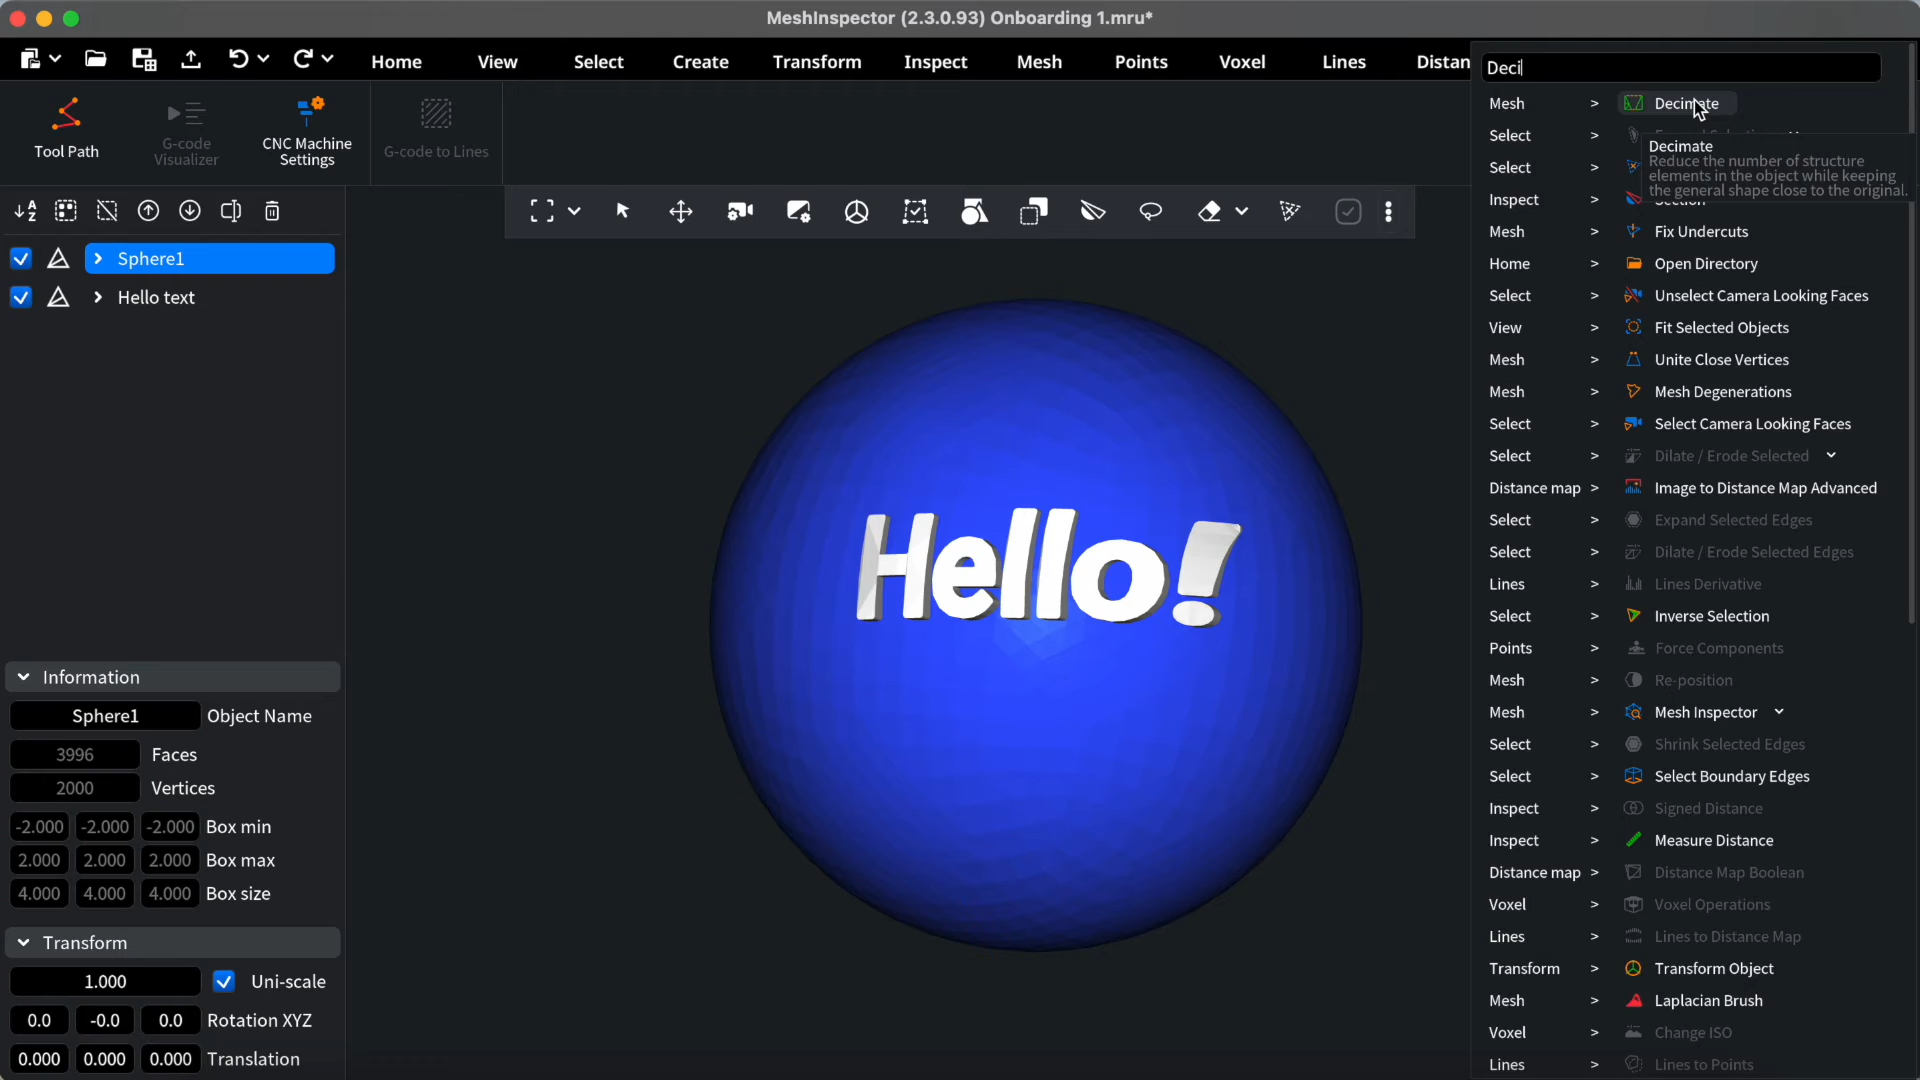 MeshInspector (2.3.0.93) Onboarding 1.mru*
Home View Select Create Transform Inspect Mesh Points Voxel Lines Distan
Deci
Tool Path
G-code Visualizer
CNC Machine Settings
G-code to Lines
Sphere1
Hello text
Information
Sphere1 Object Name
3996 Faces
2000 Vertices
-2.000 -2.000 -2.000 Box min
2.000 2.000 2.000 Box max
4.000 4.000 4.000 Box size
Transform
1.000 Uni-scale
0.0 -0.0 0.0 Rotation XYZ
0.000 0.000 0.000 Translation
Hello!
Mesh > Decimate
Select >
Decimate
Reduce the number of structure
elements in the object while keeping
the general shape close to the original.
Select >
Inspect > Section
Mesh > Fix Undercuts
Home > Open Directory
Select > Unselect Camera Looking Faces
View > Fit Selected Objects
Mesh > Unite Close Vertices
Mesh > Mesh Degenerations
Select > Select Camera Looking Faces
Select > Dilate / Erode Selected
Distance map > Image to Distance Map Advanced
Select > Expand Selected Edges
Select > Dilate / Erode Selected Edges
Lines > Lines Derivative
Select > Inverse Selection
Points > Force Components
Mesh > Re-position
Mesh > Mesh Inspector
Select > Shrink Selected Edges
Select > Select Boundary Edges
Inspect > Signed Distance
Inspect > Measure Distance
Distance map > Distance Map Boolean
Voxel > Voxel Operations
Lines > Lines to Distance Map
Transform > Transform Object
Mesh > Laplacian Brush
Voxel > Change ISO
Lines > Lines to Points